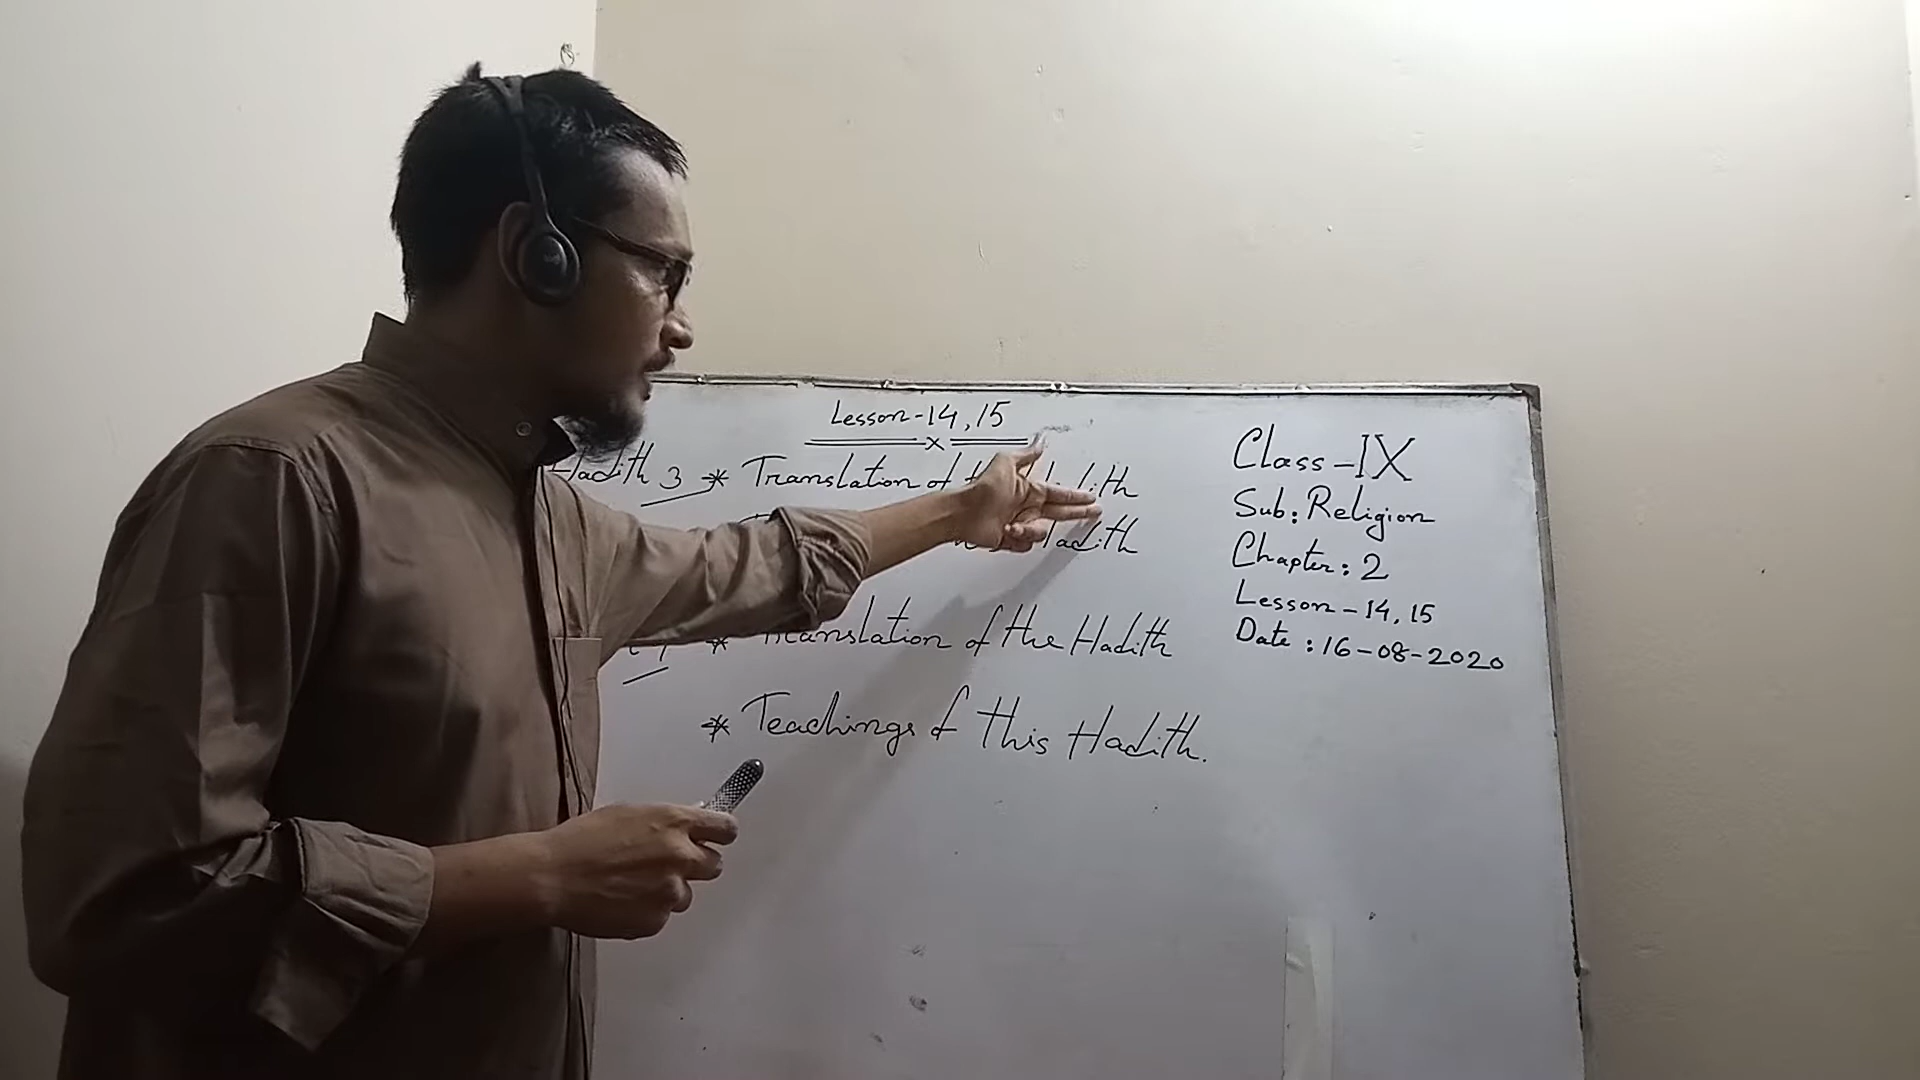 Lesson-14, 15
Hadith 3 * Translation of the Hadith
Hadith
* Translation of the Hadith
* Teachings of this Hadith.
Class-IX
Sub: Religion
Chapter: 2
Lesson-14, 15
Date: 16-08-2020